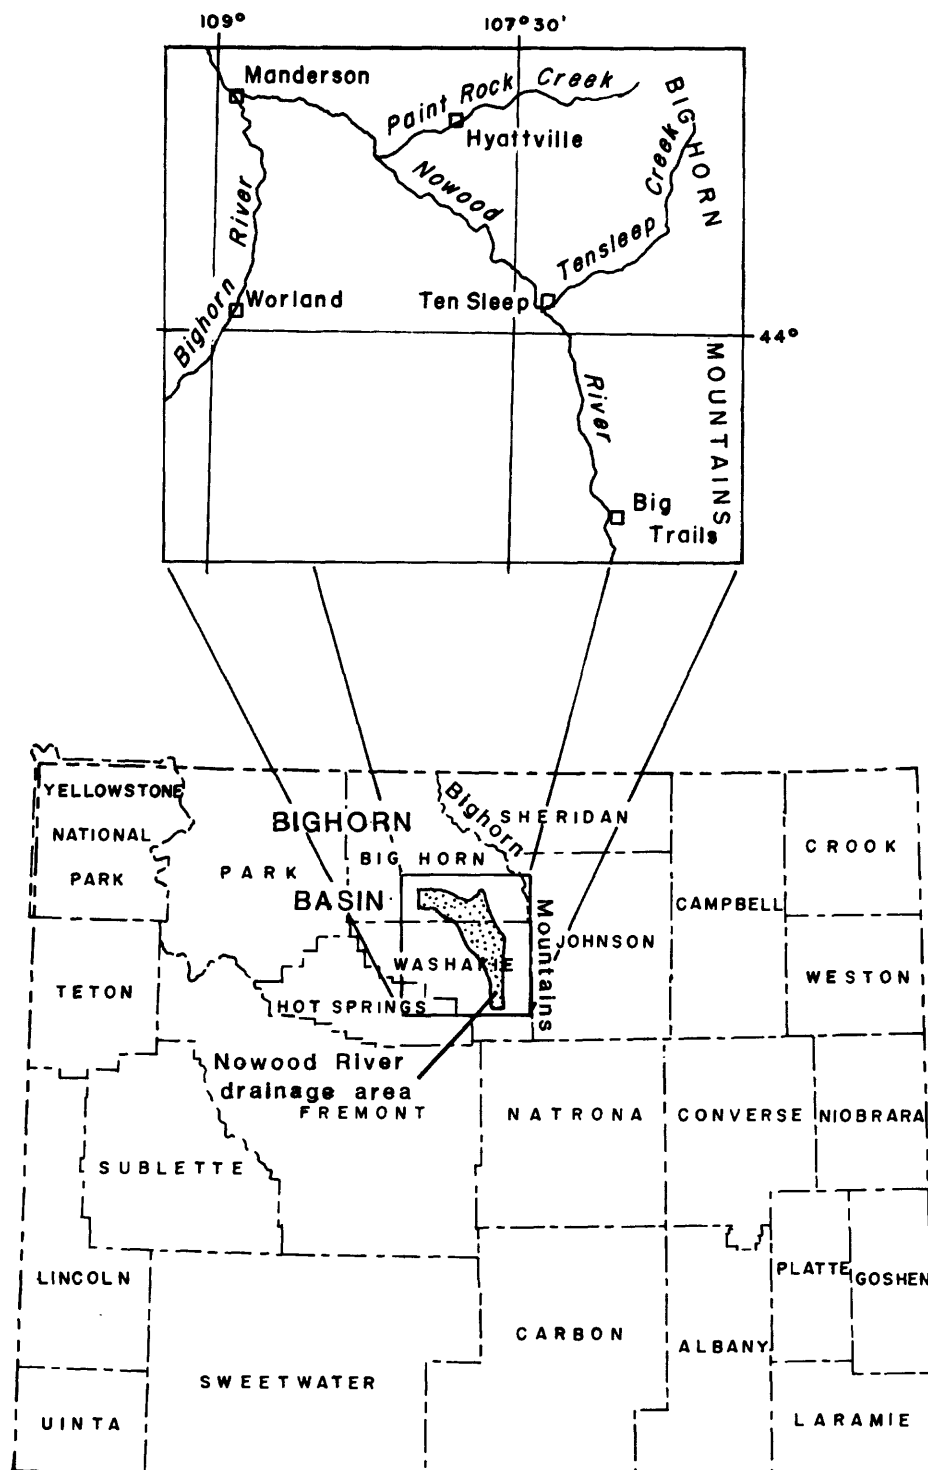 109°
107°30'
Manderson
Paint Rock Creek
Hyattville
BIG HORN
MOUNTAINS
Nowood
River
Tensleep Creek
Bighorn River
Worland
Ten Sleep
44°
Big
Trails
YELLOWSTONE
NATIONAL
PARK
BIGHORN
BASIN
PARK
BIG HORN
Bighorn
Mountains
SHERIDAN
CROOK
CAMPBELL
JOHNSON
WESTON
TETON
WASHAKIE
HOT SPRINGS
Nowood River
drainage area
FREMONT
NATRONA
CONVERSE
NIOBRARA
SUBLETTE
LINCOLN
PLATTE
GOSHEN
CARBON
ALBANY
SWEETWATER
UINTA
LARAMIE